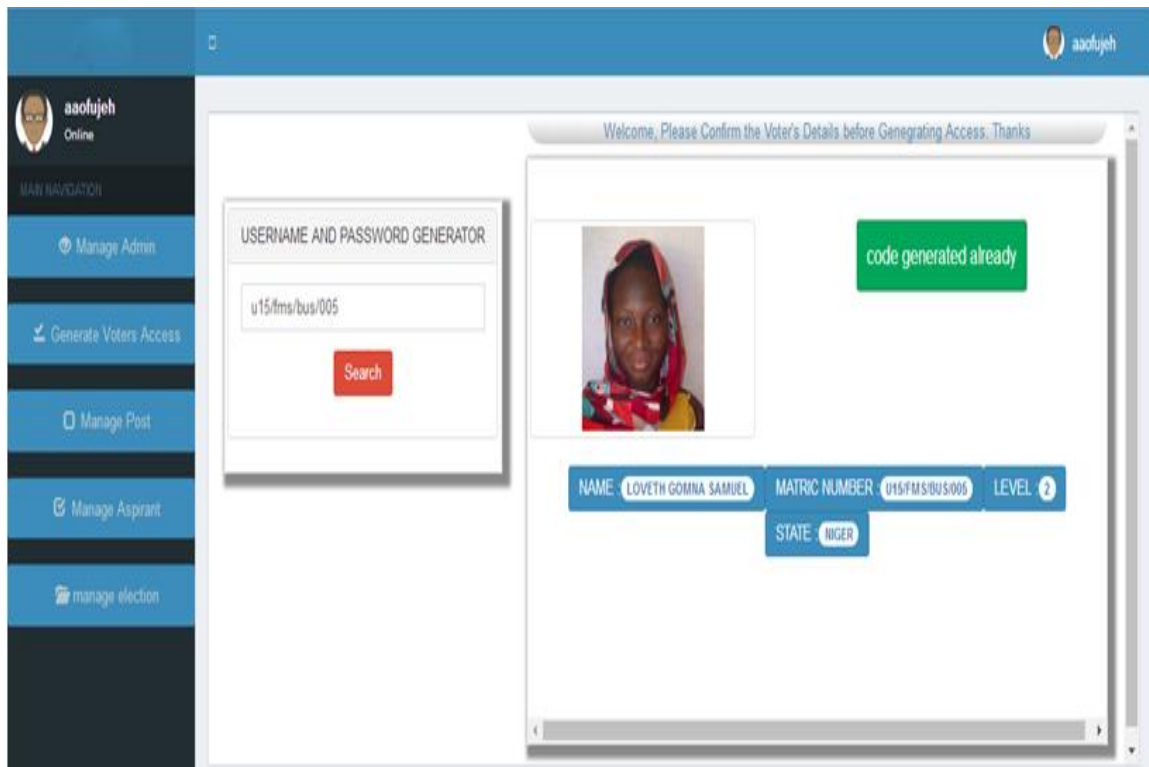 aaofujeh
aaofujeh
Online
MAIN NAVIGATION
Manage Admin
Generate Voters Access
Manage Post
Manage Aspirant
manage election
USERNAME AND PASSWORD GENERATOR
u15/fms/bus/005
Search
Welcome, Please Confirm the Voter's Details before Genegrating Access. Thanks
code generated already
NAME : LOVETH GOMNA SAMUEL MATRIC NUMBER : U15/FMS/BUS/005 LEVEL : 2
STATE : NIGER